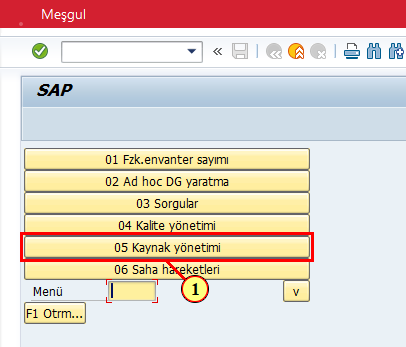 Meşgul
SAP
01 Fzk.envanter sayımı
02 Ad hoc DG yaratma
03 Sorgular
04 Kalite yönetimi
05 Kaynak yönetimi
06 Saha hareketleri
1
Menü
v
F1 Otrm...